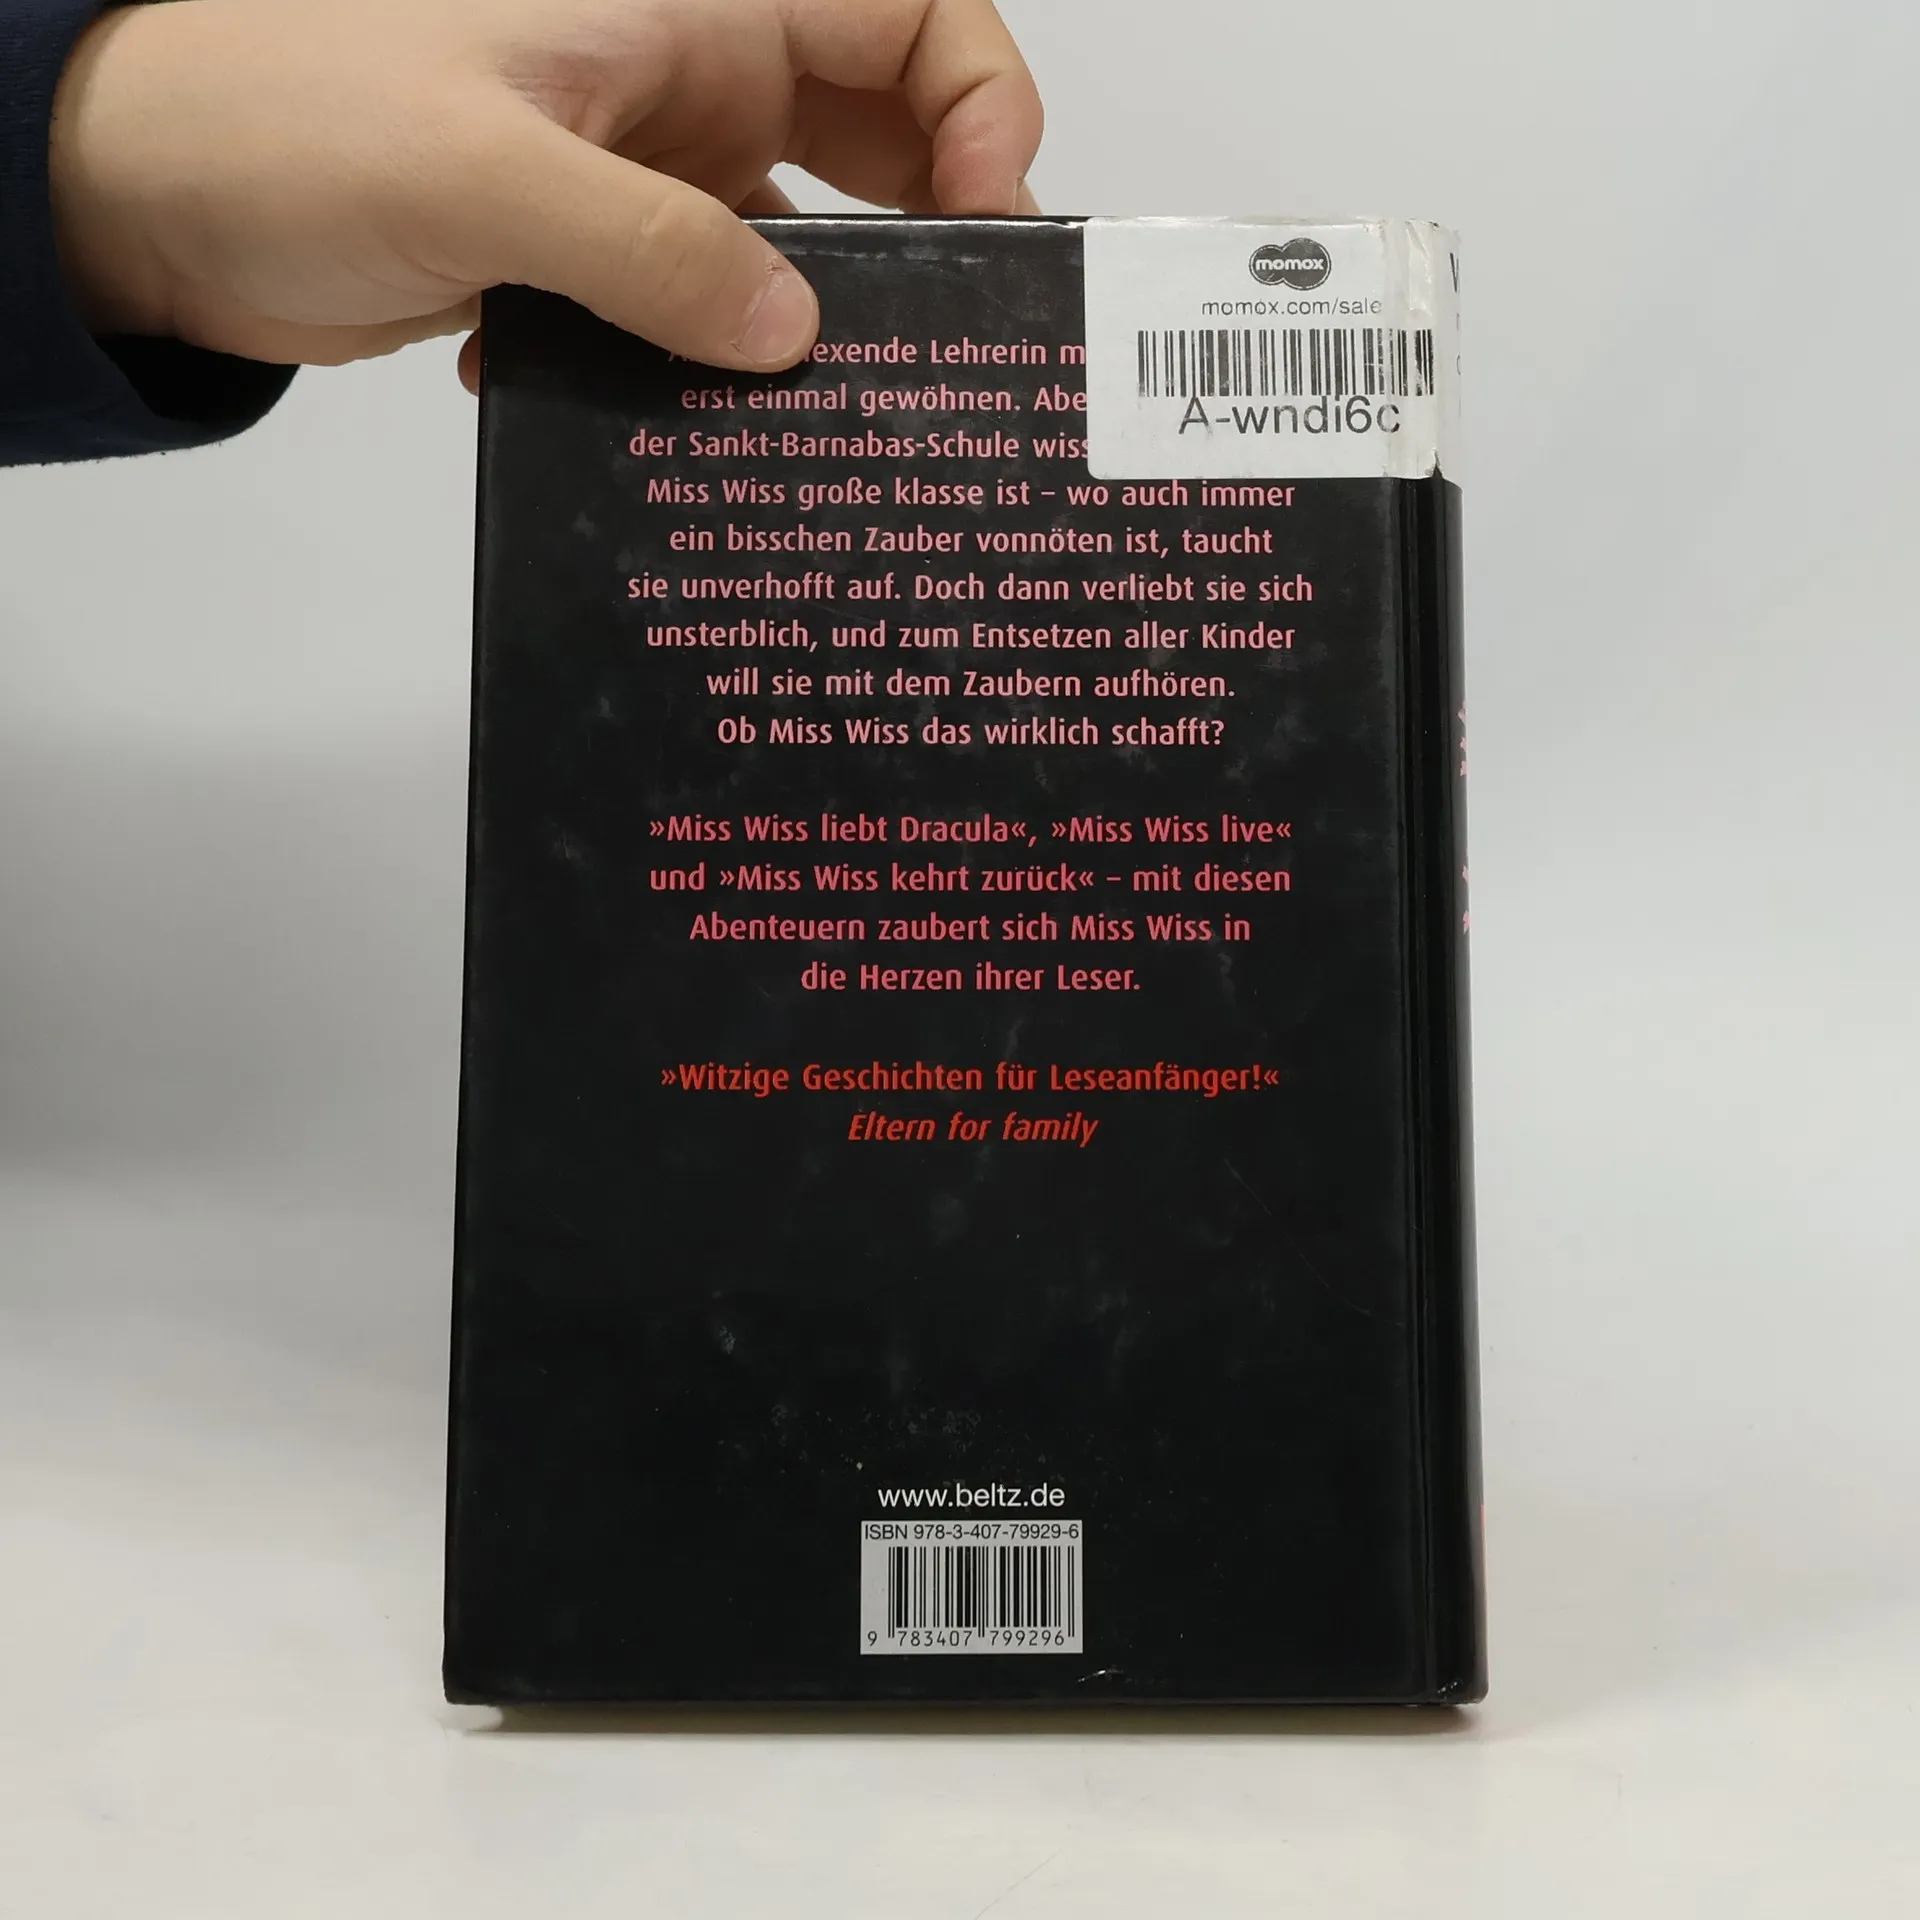 momox
momox.com/sale
A-wndi6c
Lehrerin
erst einmal gewöhnen.
der Sankt-Barnabas-Schule
Miss Wiss große klasse ist – wo auch immer
ein bisschen Zauber vonnöten ist, taucht
sie unverhofft auf. Doch dann verliebt sie sich
unsterblich, und zum Entsetzen aller Kinder
will sie mit dem Zaubern aufhören.
Ob Miss Wiss das wirklich schafft?
»Miss Wiss liebt Dracula«, »Miss Wiss live«
und »Miss Wiss kehrt zurück« – mit diesen
Abenteuern zaubert sich Miss Wiss in
die Herzen ihrer Leser.
»Witzige Geschichten für Leseanfänger!«
Eltern for family
www.beltz.de
ISBN 978-3-407-79929-6
9 783407 799296